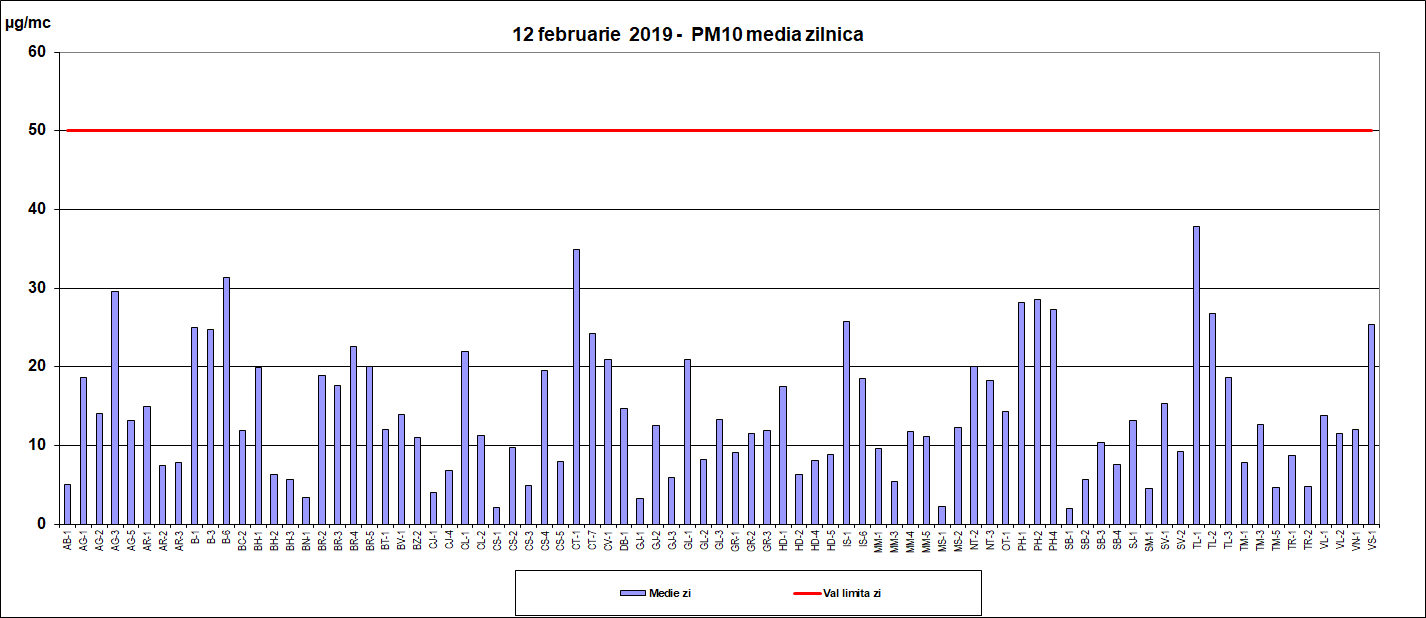 µg/mc
12 februarie 2019 - PM10 media zilnica
60
50
40
30
20
10
0
AB-1 AG-1 AG-2 AG-3 AG-5 AR-1 AR-2 AR-3 B-1 B-3 B-6 BC-2 BH-1 BH-2 BH-3 BN-1 BR-2 BR-3 BR-4 BR-5 BT-1 BV-1 BZ-2 CJ-1 CJ-4 CL-1 CL-2 CS-1 CS-2 CS-3 CS-4 CS-5 CT-1 CT-7 CV-1 DB-1 GJ-1 GJ-2 GJ-3 GL-1 GL-2 GL-3 GR-1 GR-2 GR-3 HD-1 HD-2 HD-4 HD-5 IS-1 IS-6 MM-1 MM-3 MM-4 MM-5 MS-1 MS-2 NT-2 NT-3 OT-1 PH-1 PH-2 PH-4 SB-1 SB-2 SB-3 SB-4 SJ-1 SM-1 SV-1 SV-2 TL-1 TL-2 TL-3 TM-1 TM-3 TM-5 TR-1 TR-2 VL-1 VL-2 VN-1 VS-1
Medie zi Val limita zi